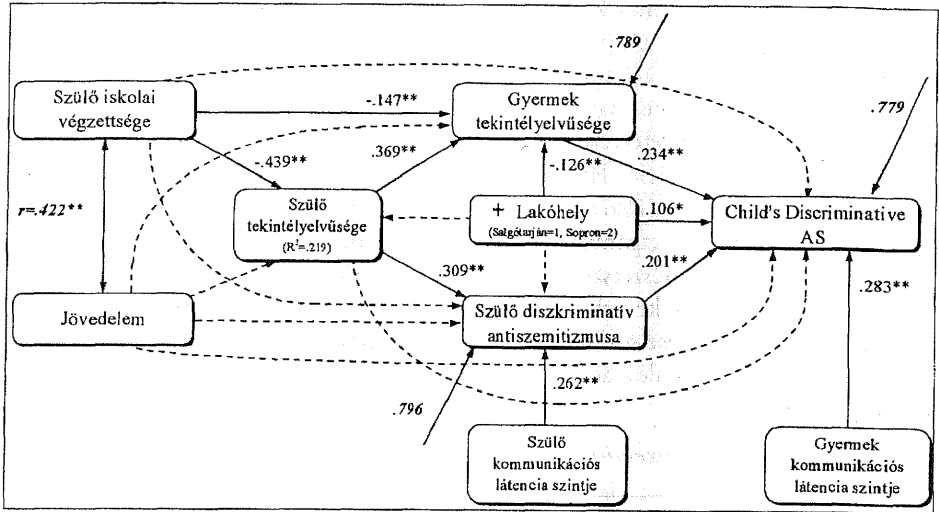 .789
Szülő iskolai
végzettsége
-.147**
Gyermek
tekintélyelvűsége
.779
-.439**
.369**
-.126**
.234**
r=.422**
Szülő
tekintélyelvűsége
(R²=.219)
+ Lakóhely
(Salgótarján=1, Sopron=2)
.106*
Child's Discriminative
AS
.309**
.201**
.283**
Jövedelem
Szülő diszkriminatív
antiszemitizmusa
.796
.262**
Szülő
kommunikációs
látencia szintje
Gyermek
kommunikációs
látencia szintje